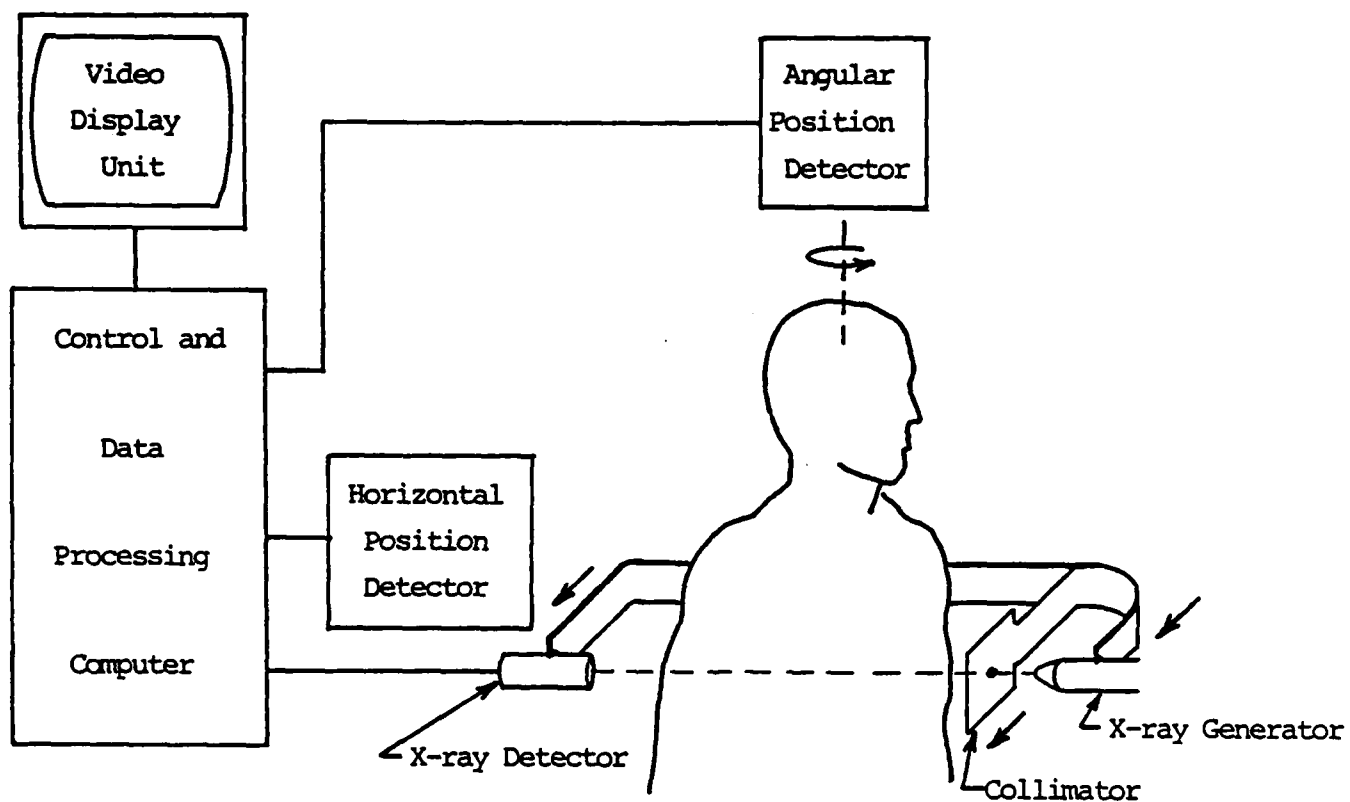 Video
Display
Unit
Angular
Position
Detector
Control and
Data
Processing
Computer
Horizontal
Position
Detector
X-ray Detector
X-ray Generator
Collimator